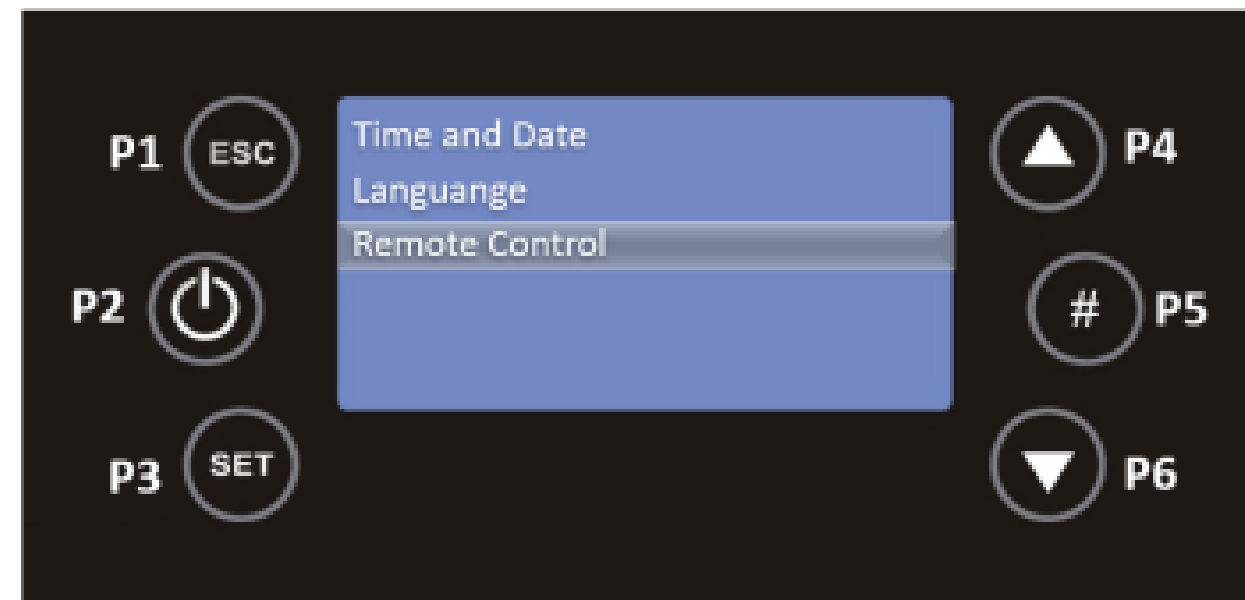 P1 ESC
Time and Date
P4
Languange
Remote Control
P2
# P5
P3 SET
P6